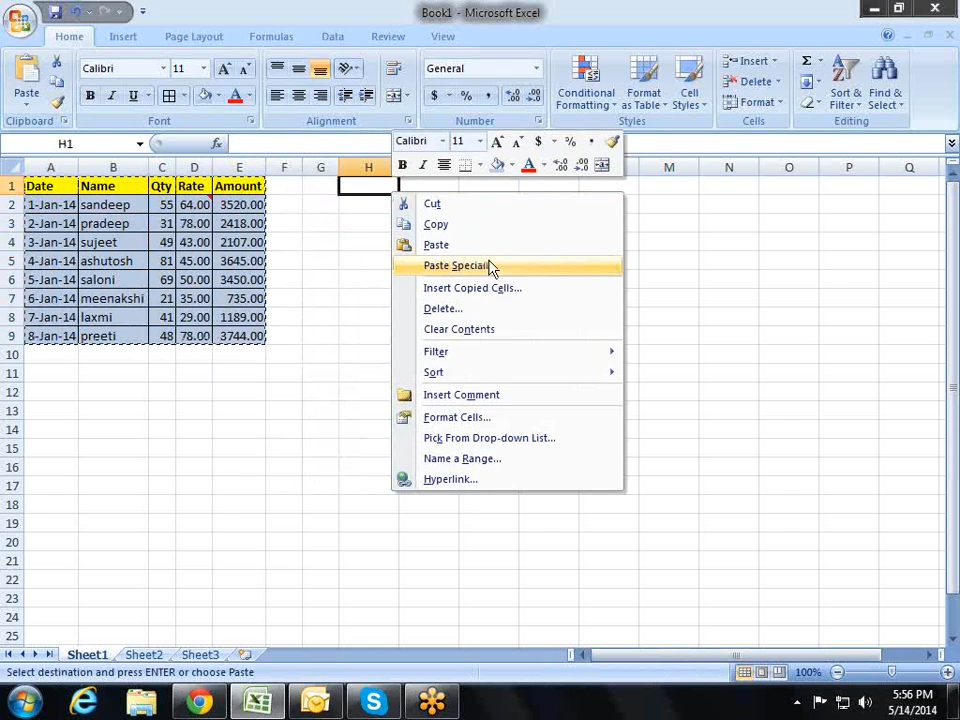 Book1 - Microsoft Excel
Home Insert Page Layout Formulas Data Review View
Paste
Calibri 11
B I U
General
$ % ,
Conditional Formatting
Format as Table
Cell Styles
Insert
Delete
Format
Σ
Sort & Filter
Find & Select
Clipboard Font Alignment Number Styles Cells Editing
H1 fx
Calibri 11 A A $ % ,
B I A
A B C D E F G H M N O P Q
1 Date Name Qty Rate Amount
2 1-Jan-14 sandeep 55 64.00 3520.00
3 2-Jan-14 pradeep 31 78.00 2418.00
4 3-Jan-14 sujeet 49 43.00 2107.00
5 4-Jan-14 ashutosh 81 45.00 3645.00
6 5-Jan-14 saloni 69 50.00 3450.00
7 6-Jan-14 meenakshi 21 35.00 735.00
8 7-Jan-14 laxmi 41 29.00 1189.00
9 8-Jan-14 preeti 48 78.00 3744.00
10
11
12
13
14
15
16
17
18
19
20
21
22
23
24
25
Cut
Copy
Paste
Paste Special
Insert Copied Cells...
Delete...
Clear Contents
Filter
Sort
Insert Comment
Format Cells...
Pick From Drop-down List...
Name a Range...
Hyperlink...
Sheet1 Sheet2 Sheet3
Select destination and press ENTER or choose Paste
100%
5:56 PM
5/14/2014